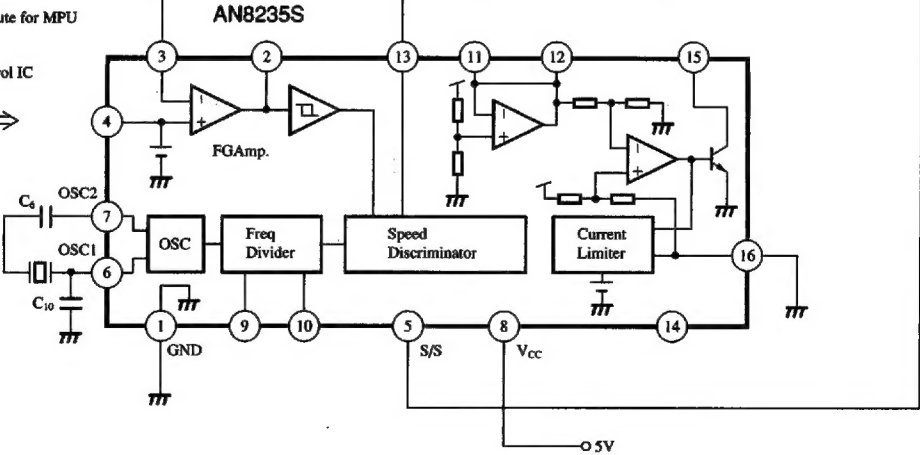 ute for MPU
AN8235S
rol IC
3
2
13
11
12
15
4
FGAmp.
C6
OSC2
7
OSC
Freq
Divider
Speed
Discriminator
Current
Limiter
OSC1
6
C10
16
1
9
10
5
8
14
GND
S/S
VCC
5V